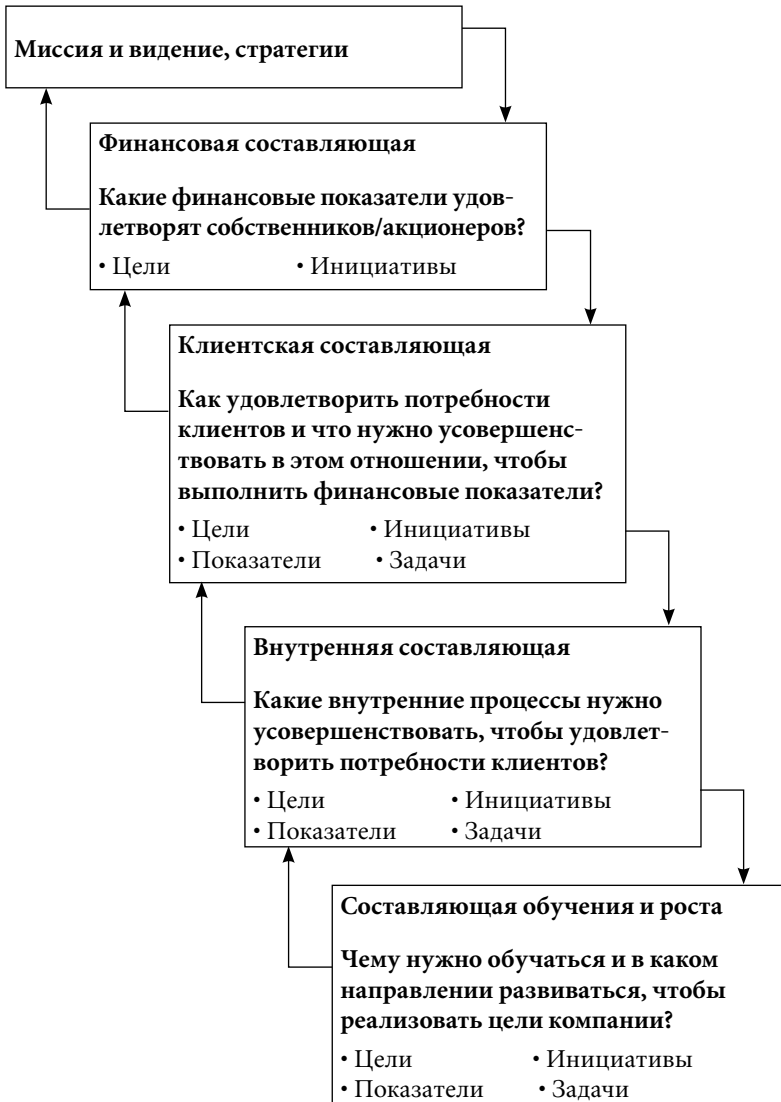 Миссия и видение, стратегии
Финансовая составляющая
Какие финансовые показатели удов-
летворят собственников/акционеров?
• Цели • Инициативы
Клиентская составляющая
Как удовлетворить потребности
клиентов и что нужно усовершенс-
твовать в этом отношении, чтобы
выполнить финансовые показатели?
• Цели • Инициативы
• Показатели • Задачи
Внутренняя составляющая
Какие внутренние процессы нужно
усовершенствовать, чтобы удовлет-
ворить потребности клиентов?
• Цели • Инициативы
• Показатели • Задачи
Составляющая обучения и роста
Чему нужно обучаться и в каком
направлении развиваться, чтобы
реализовать цели компании?
• Цели • Инициативы
• Показатели • Задачи